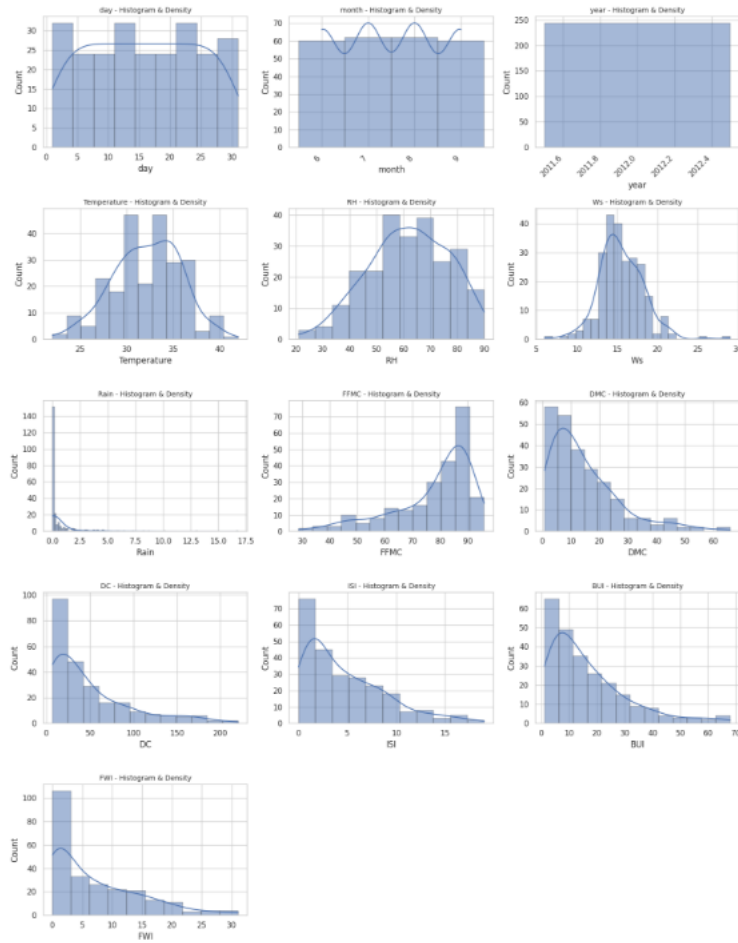 day - Histogram & Density
month - Histogram & Density
year - Histogram & Density
Count
30
25
20
15
10
5
0
0 5 10 15 20 25 30
day
Count
70
60
50
40
30
20
10
0
6 7 8 9
month
Count
250
200
150
100
50
0
2011.6 2011.8 2012.0 2012.2 2012.4
year
Temperature - Histogram & Density
RH - Histogram & Density
Ws - Histogram & Density
Count
40
30
20
10
0
25 30 35 40
Temperature
Count
40
30
20
10
0
20 30 40 50 60 70 80 90
RH
Count
40
30
20
10
0
5 10 15 20 25 30
Ws
Rain - Histogram & Density
FFMC - Histogram & Density
DMC - Histogram & Density
Count
140
120
100
80
60
40
20
0
0.0 2.5 5.0 7.5 10.0 12.5 15.0 17.5
Rain
Count
70
60
50
40
30
20
10
0
30 40 50 60 70 80 90
FFMC
Count
60
50
40
30
20
10
0
0 10 20 30 40 50 60
DMC
DC - Histogram & Density
ISI - Histogram & Density
BUI - Histogram & Density
Count
100
80
60
40
20
0
0 50 100 150 200
DC
Count
70
60
50
40
30
20
10
0
0 5 10 15
ISI
Count
60
50
40
30
20
10
0
0 10 20 30 40 50 60 70
BUI
FWI - Histogram & Density
Count
100
80
60
40
20
0
0 5 10 15 20 25 30
FWI